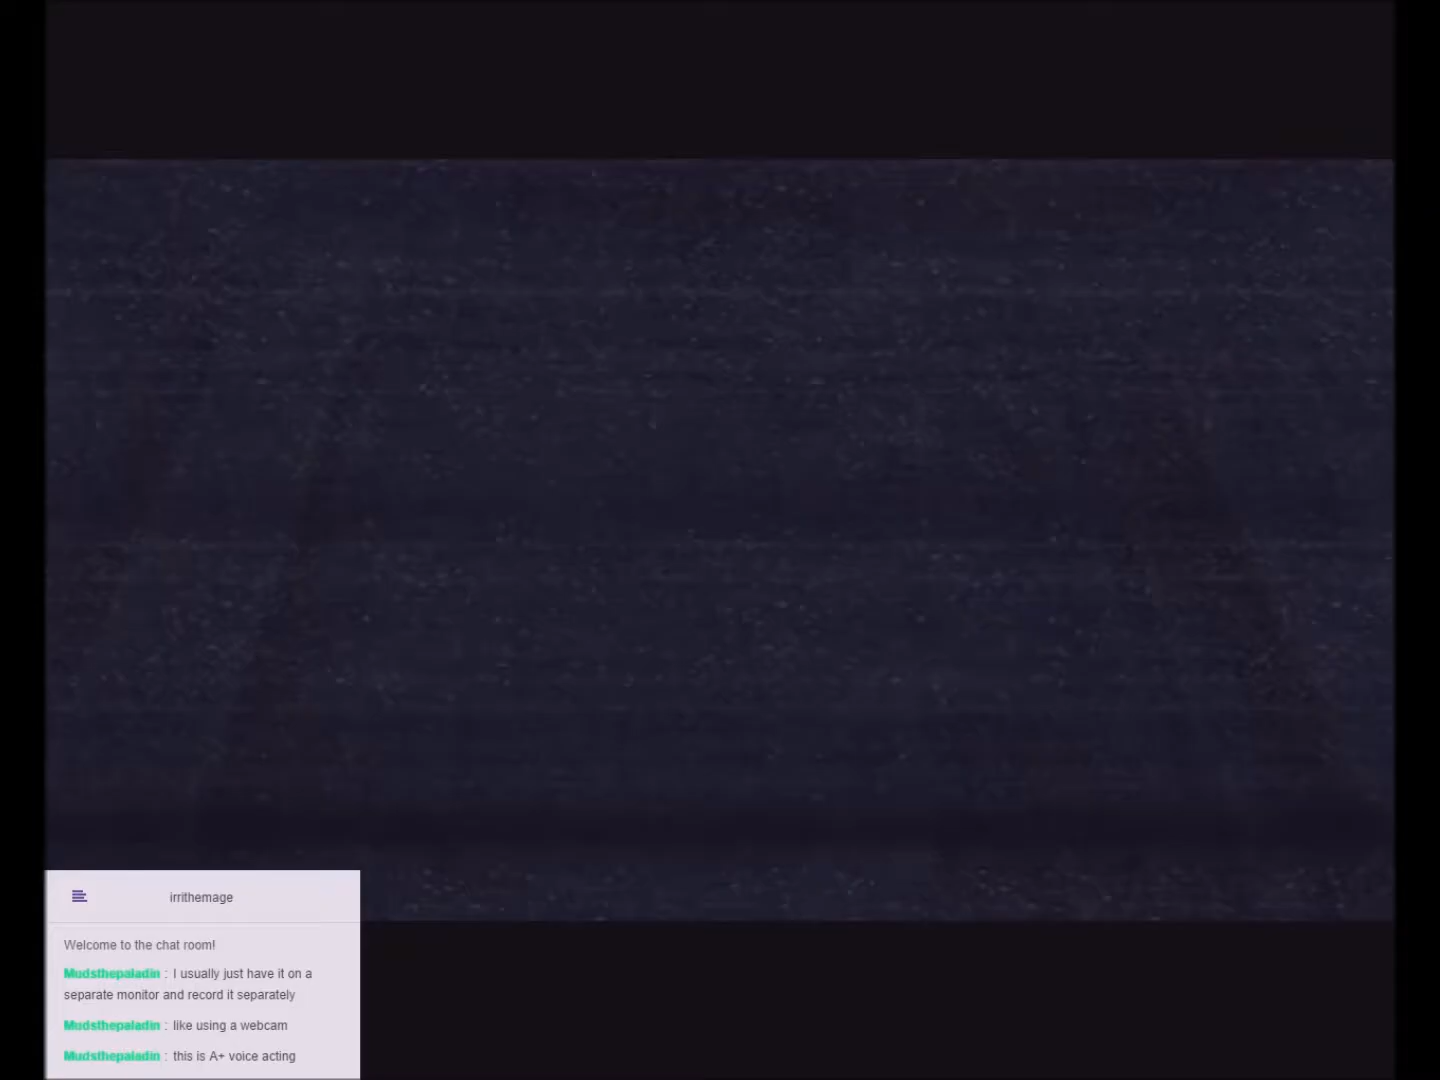 irrithemage
Welcome to the chat room!
Mudsthepaladin : I usually just have it on a
separate monitor and record it separately
Mudsthepaladin : like using a webcam
Mudsthepaladin : this is A+ voice acting